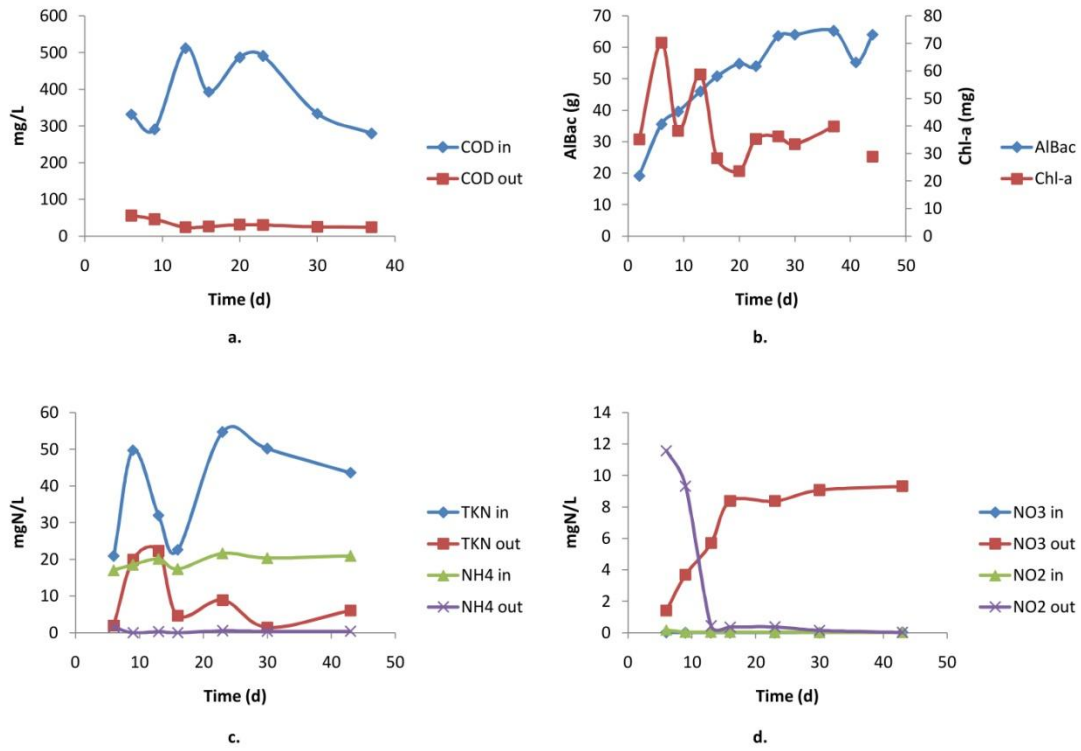 600
500
400
300
200
100
0
mg/L
0 10 20 30 40
Time (d)
COD in
COD out
a.
70
60
50
40
30
20
10
0
AlBac (g)
80
70
60
50
40
30
20
10
0
Chl-a (mg)
0 10 20 30 40 50
Time (d)
AlBac
Chl-a
b.
60
50
40
30
20
10
0
mgN/L
0 10 20 30 40 50
Time (d)
TKN in
TKN out
NH4 in
NH4 out
c.
14
12
10
8
6
4
2
0
mgN/L
0 10 20 30 40 50
Time (d)
NO3 in
NO3 out
NO2 in
NO2 out
d.